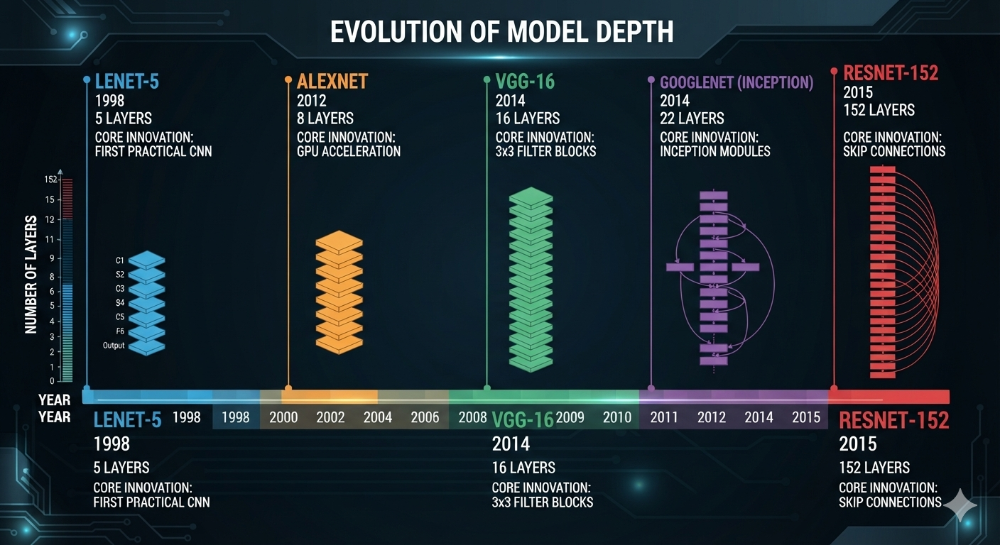 EVOLUTION OF MODEL DEPTH
LENET-5
1998
5 LAYERS
CORE INNOVATION:
FIRST PRACTICAL CNN
ALEXNET
2012
8 LAYERS
CORE INNOVATION:
GPU ACCELERATION
VGG-16
2014
16 LAYERS
CORE INNOVATION:
3x3 FILTER BLOCKS
GOOGLENET (INCEPTION)
2014
22 LAYERS
CORE INNOVATION:
INCEPTION MODULES
RESNET-152
2015
152 LAYERS
CORE INNOVATION:
SKIP CONNECTIONS
NUMBER OF LAYERS
152
15
12
11
9
8
6
5
4
3
2
1
0
C1
S2
C3
S4
C5
F6
Output
YEAR
YEAR
LENET-5 1998 1998 2000 2002 2004 2006 2008 VGG-16 2009 2010 2011 2012 2014 2015 RESNET-152
1998
5 LAYERS
CORE INNOVATION:
FIRST PRACTICAL CNN
2014
16 LAYERS
CORE INNOVATION:
3x3 FILTER BLOCKS
2015
152 LAYERS
CORE INNOVATION:
SKIP CONNECTIONS